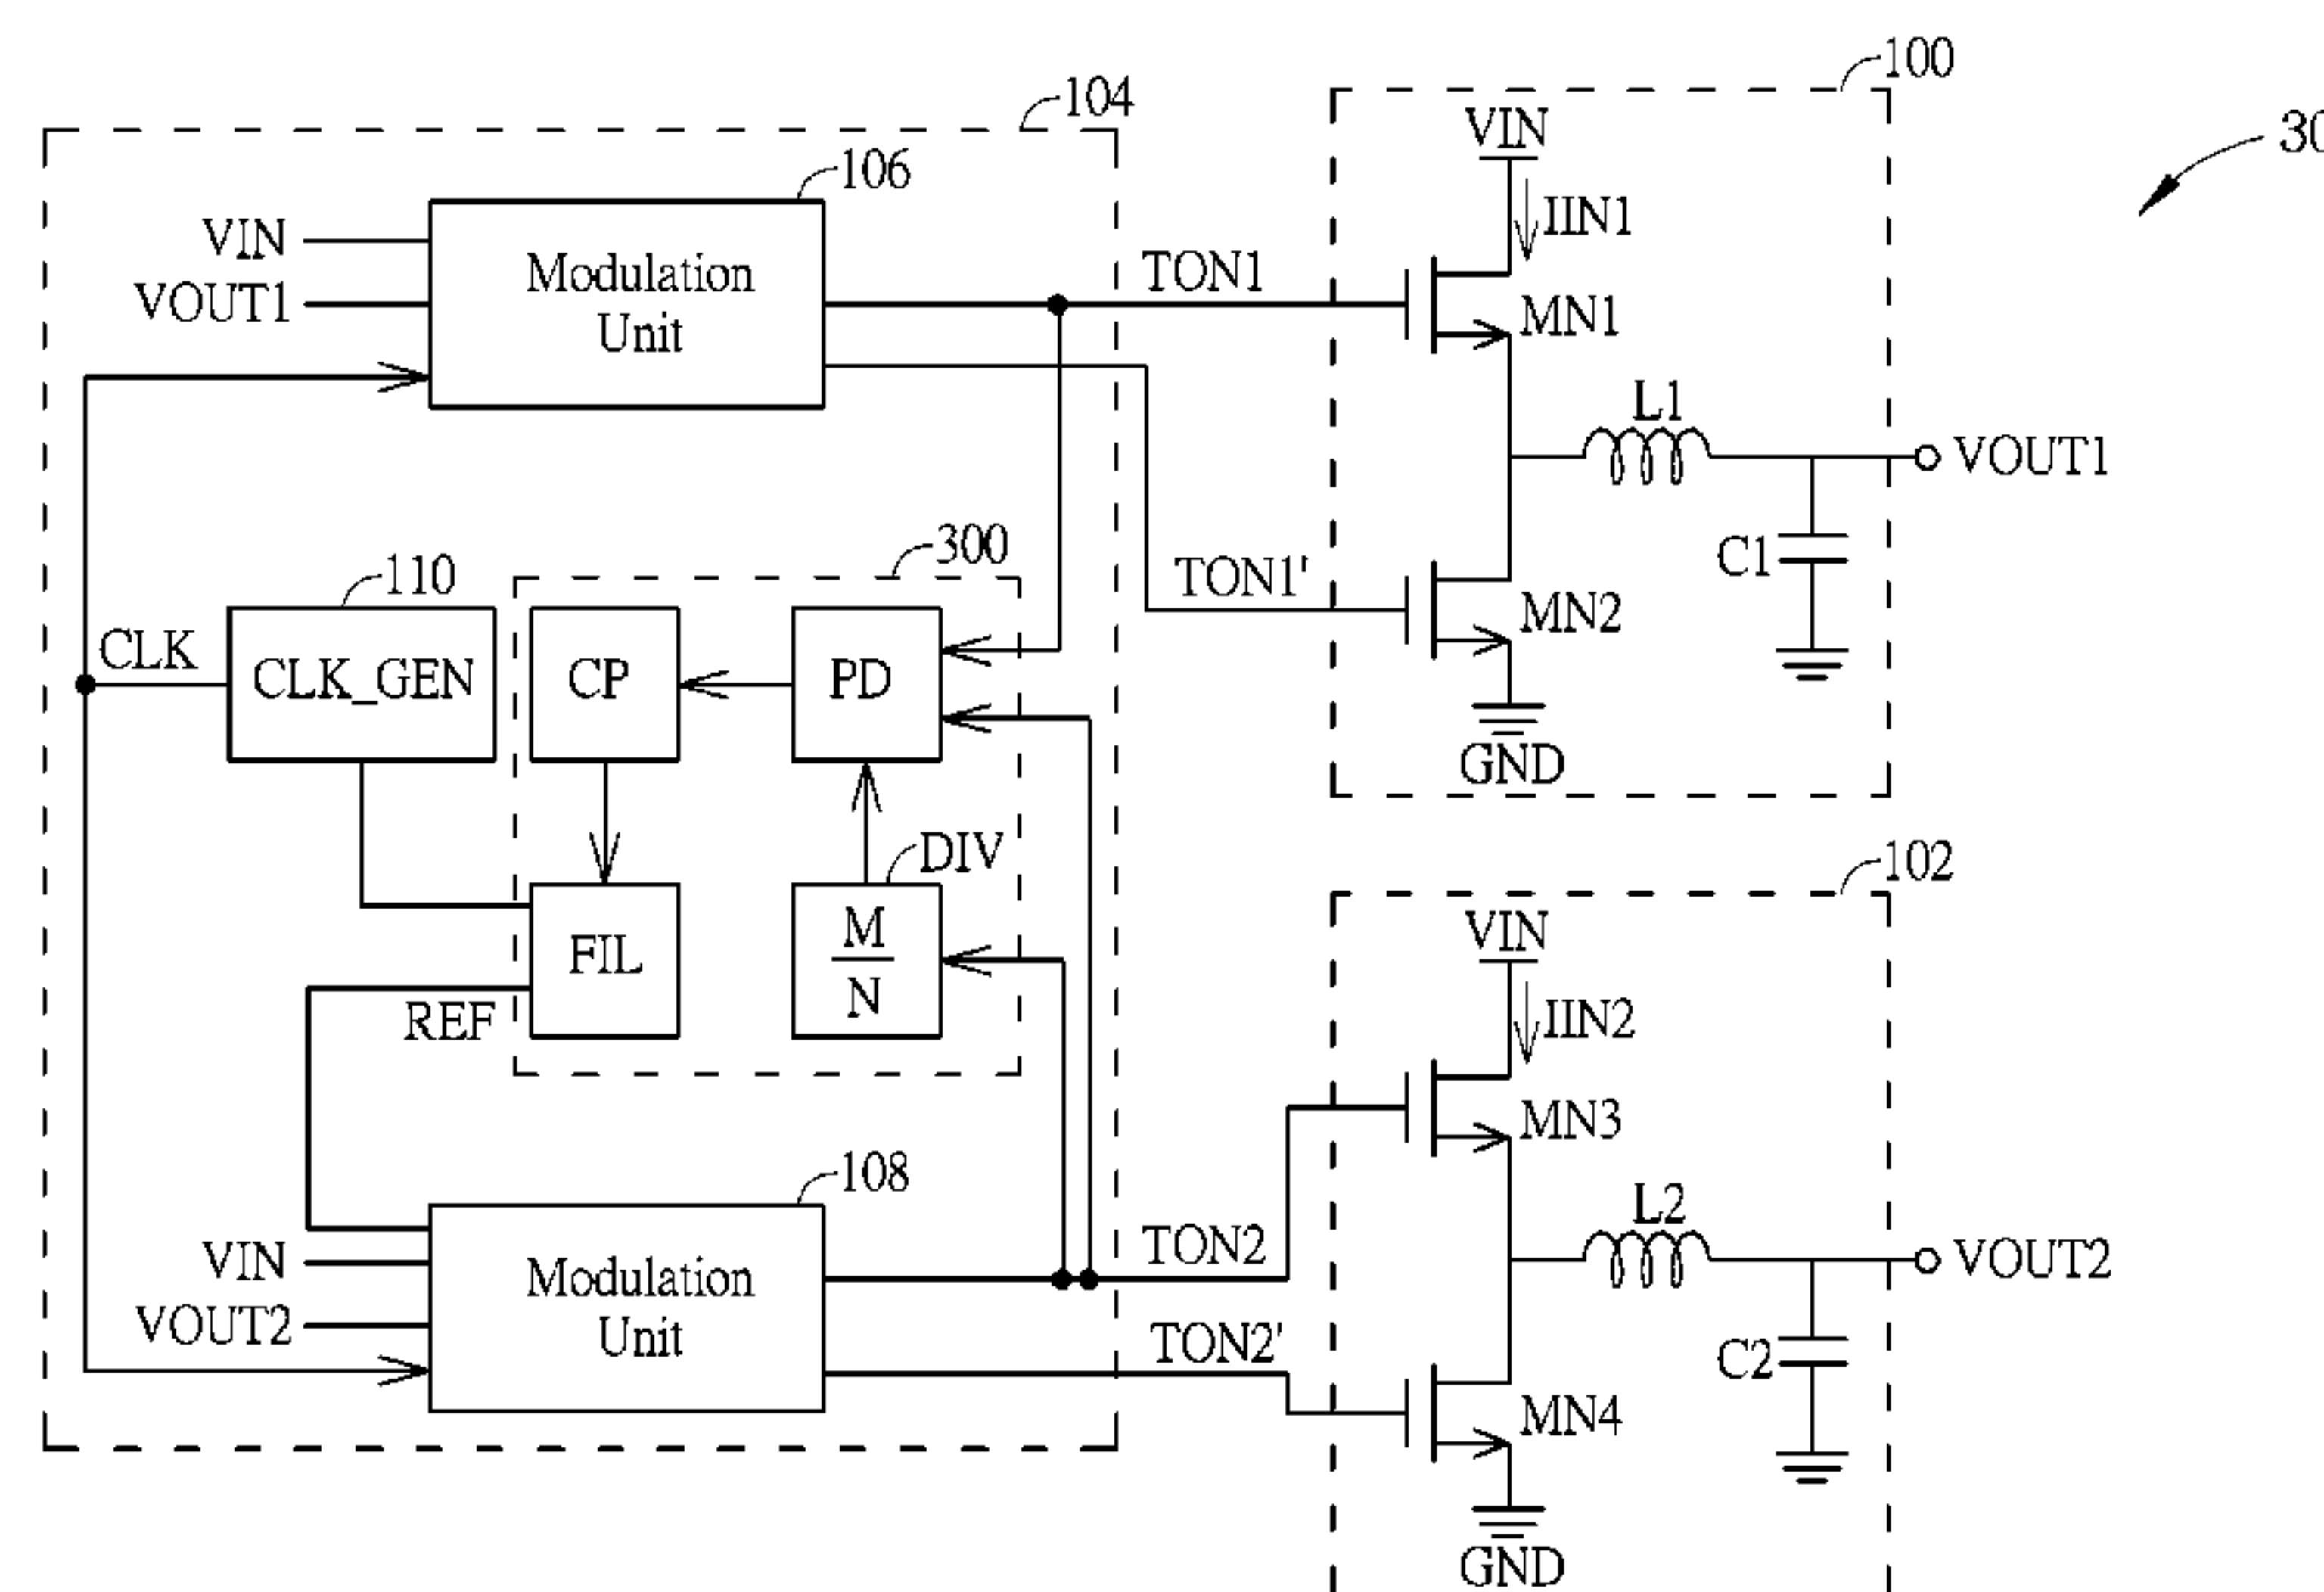 100
104
30
VIN
106
IIN1
VIN
Modulation
Unit
TON1
VOUT1
MN1
L1
VOUT1
110
300
TON1'
C1
MN2
CLK
CLK_GEN
CP
PD
GND
DIV
102
VIN
M
N
FIL
REF
IIN2
MN3
108
L2
VIN
TON2
VOUT2
Modulation
Unit
VOUT2
TON2'
C2
MN4
GND